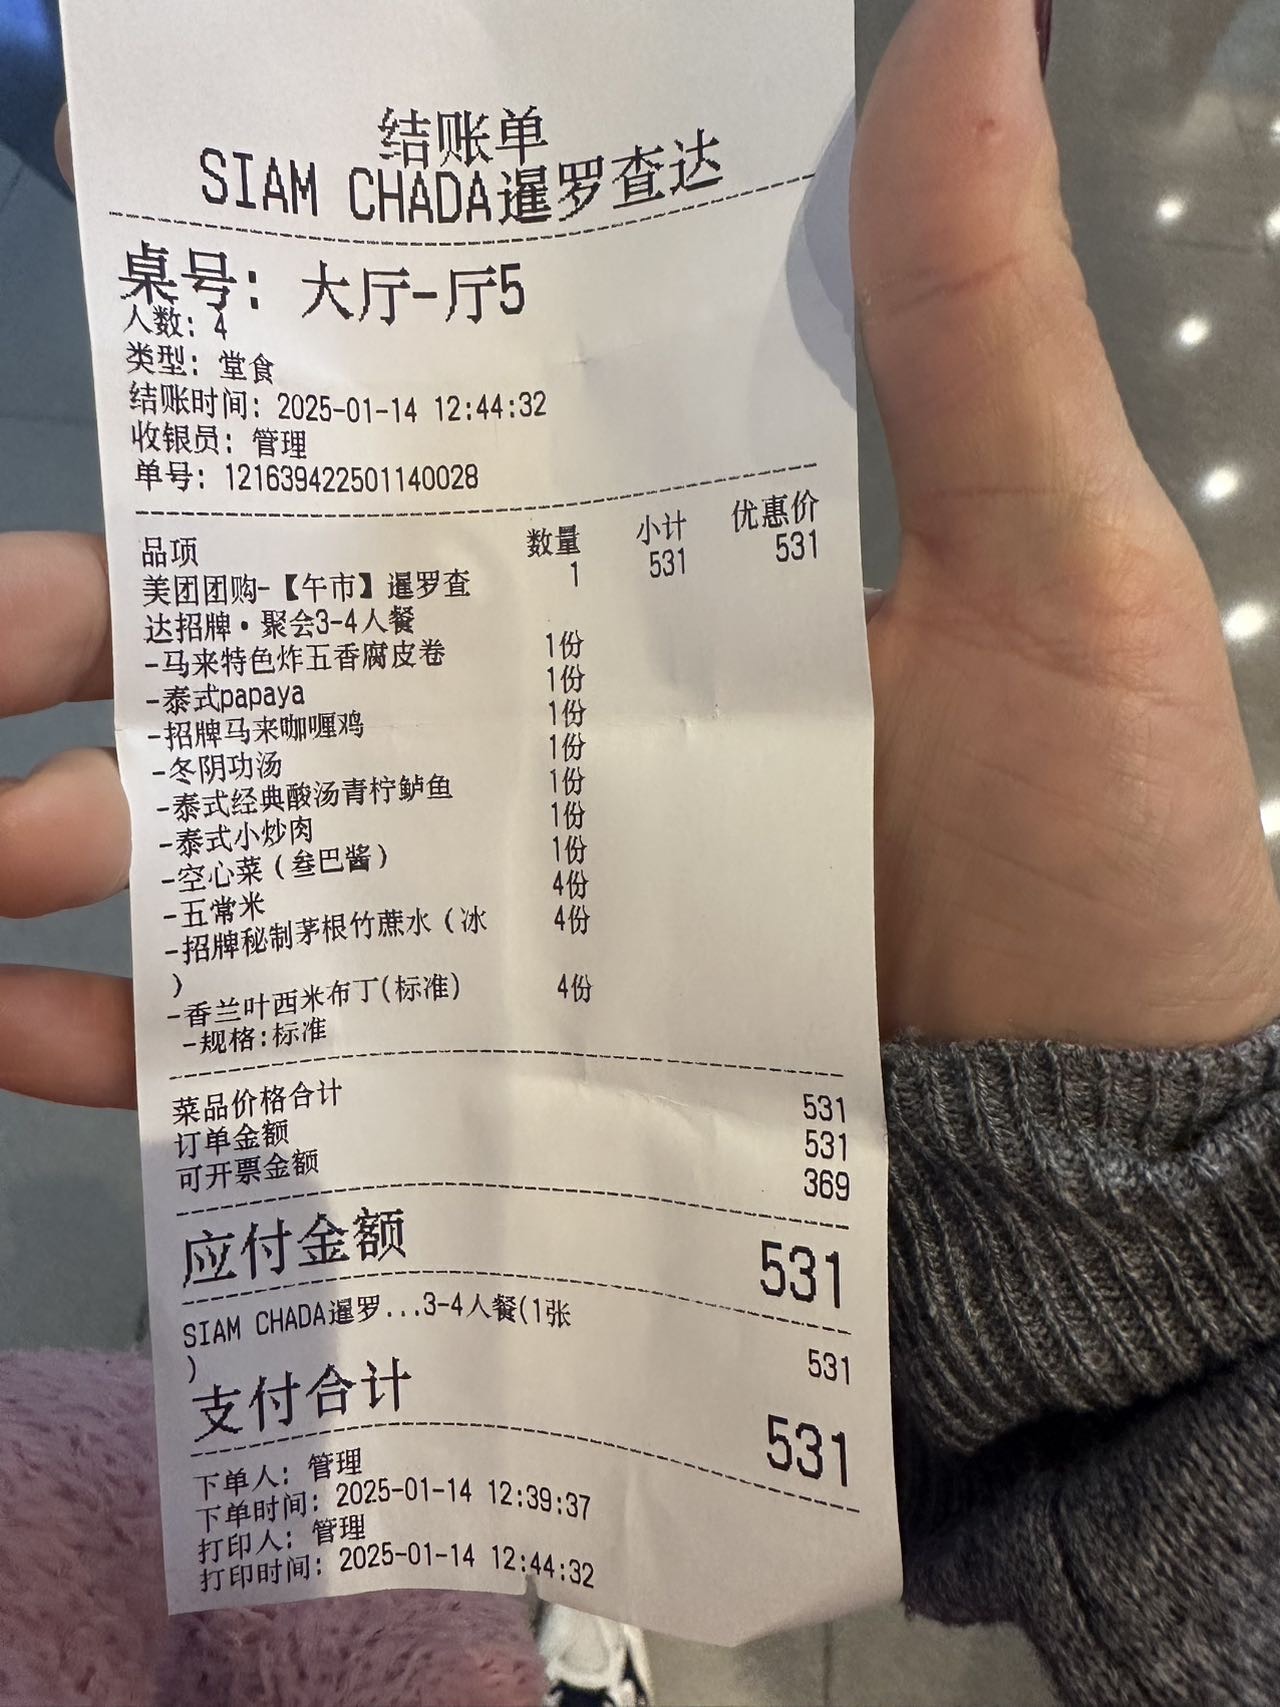 结账单
SIAM CHADA暹罗查达
桌号: 大厅-厅5
人数: 4
类型: 堂食
结账时间: 2025-01-14 12:44:32
收银员: 管理
单号: 121639422501140028
品项 数量 小计 优惠价
美团团购-【午市】暹罗查 1 531 531
达招牌·聚会3-4人餐
-马来特色炸五香腐皮卷 1份
-泰式papaya 1份
-招牌马来咖喱鸡 1份
-冬阴功汤 1份
-泰式经典酸汤青柠鲈鱼 1份
-泰式小炒肉 1份
-空心菜(叁巴酱) 1份
-五常米 4份
-招牌秘制茅根竹蔗水(冰 4份
)
-香兰叶西米布丁(标准) 4份
-规格:标准
菜品价格合计 531
订单金额 531
可开票金额 369
应付金额 531
SIAM CHADA暹罗...3-4人餐(1张 531
)
支付合计 531
下单人: 管理
下单时间: 2025-01-14 12:39:37
打印人: 管理
打印时间: 2025-01-14 12:44:32